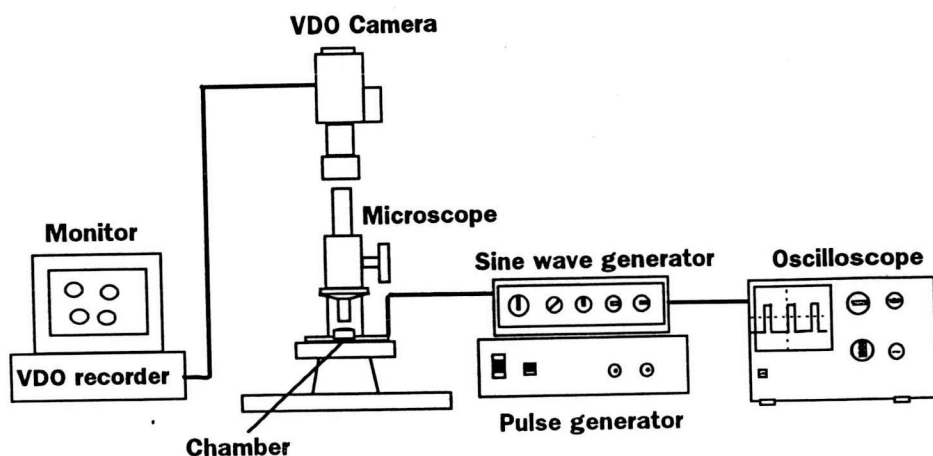 VDO Camera
Microscope
Monitor
Sine wave generator
Oscilloscope
VDO recorder
Pulse generator
Chamber